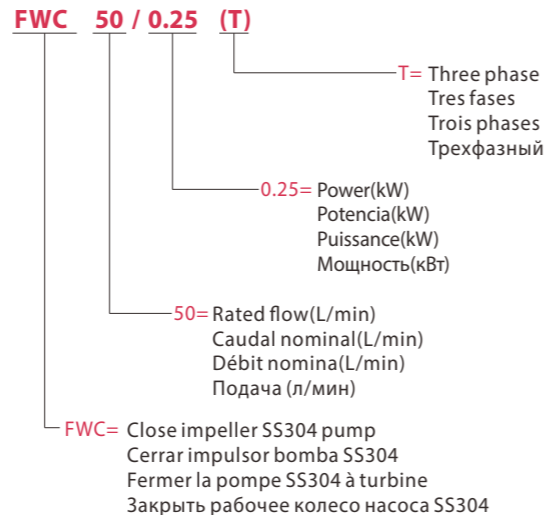 FWC 50 / 0.25 (T)
T= Three phase
Tres fases
Trois phases
Трехфазный
0.25= Power(kW)
Potencia(kW)
Puissance(kW)
Мощность(кВт)
50= Rated flow(L/min)
Caudal nominal(L/min)
Débit nomina(L/min)
Подача (л/мин)
FWC= Close impeller SS304 pump
Cerrar impulsor bomba SS304
Fermer la pompe SS304 à turbine
Закрыть рабочее колесо насоса SS304